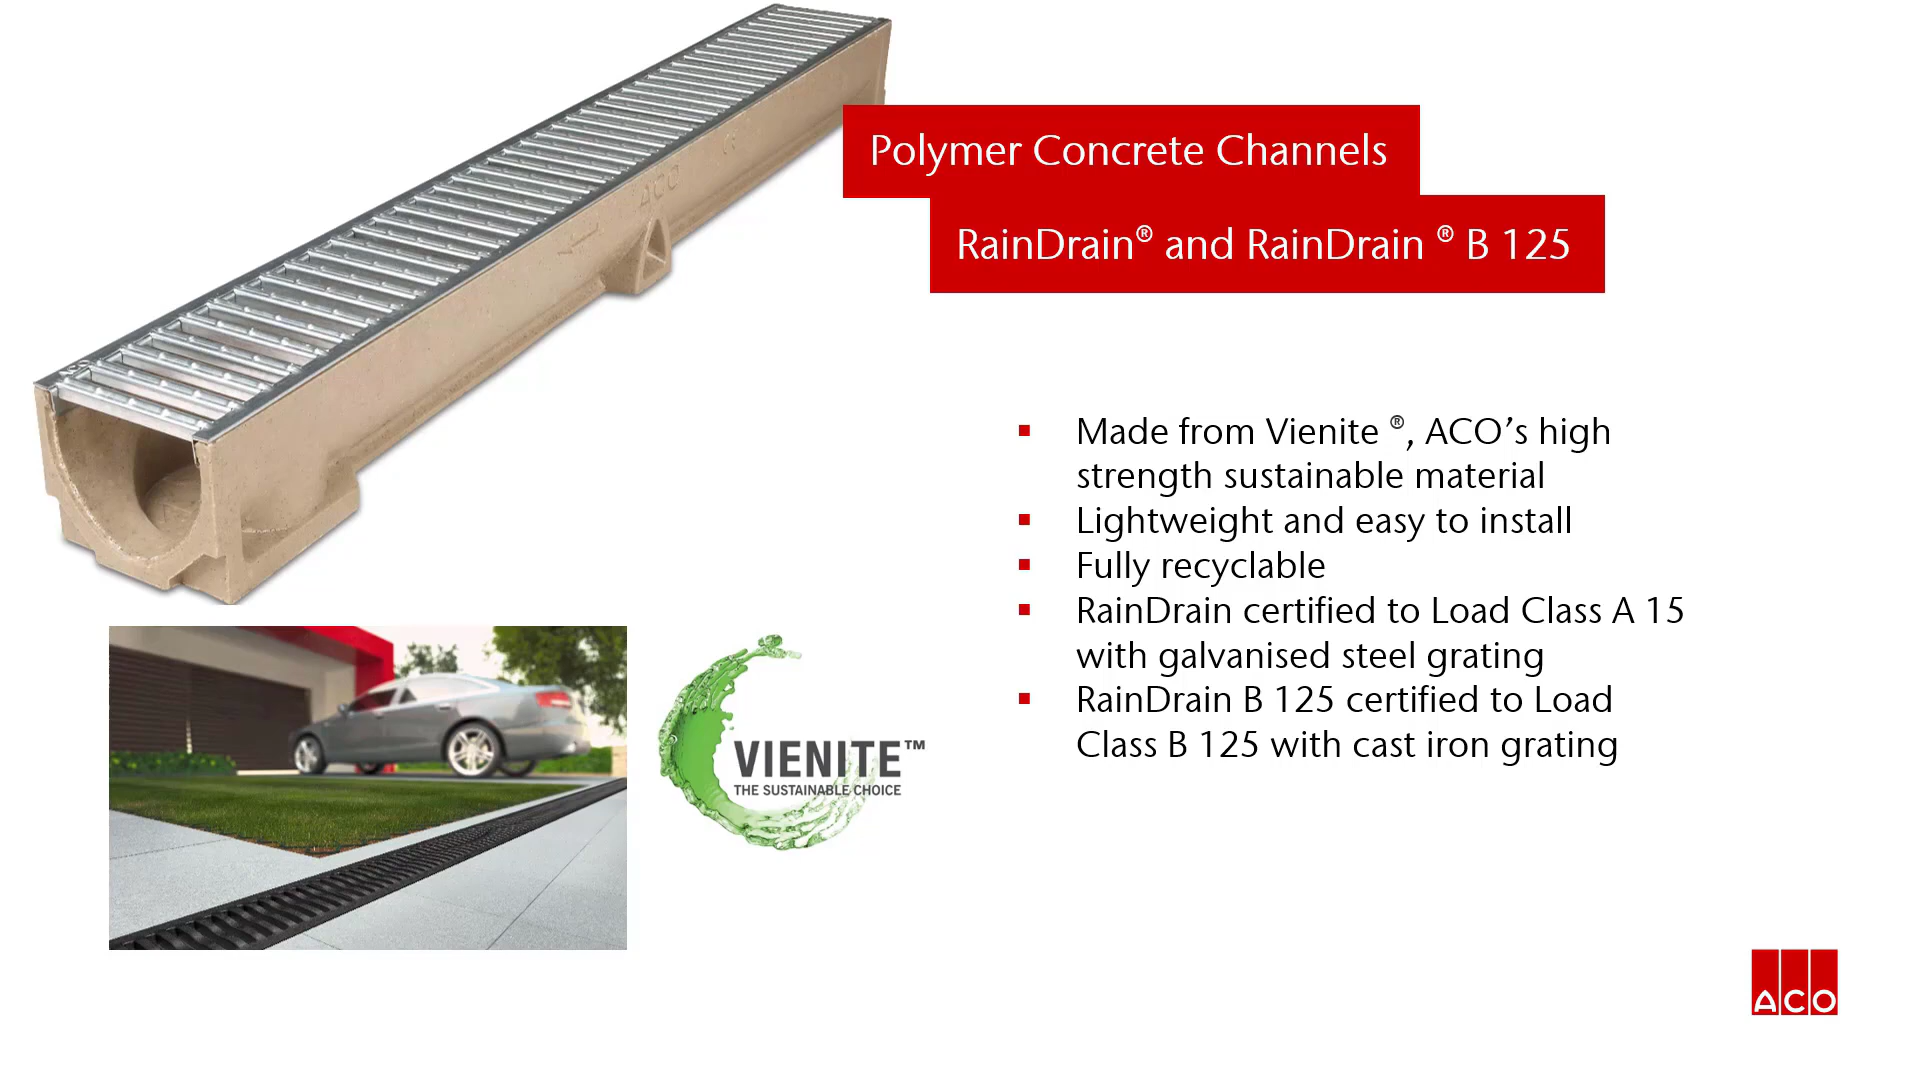 Polymer Concrete Channels
RainDrain® and RainDrain ® B 125
ACO
ACO
Made from Vienite ®, ACO’s high
strength sustainable material
Lightweight and easy to install
Fully recyclable
RainDrain certified to Load Class A 15
with galvanised steel grating
RainDrain B 125 certified to Load
Class B 125 with cast iron grating
VIENITE™
THE SUSTAINABLE CHOICE
ACO